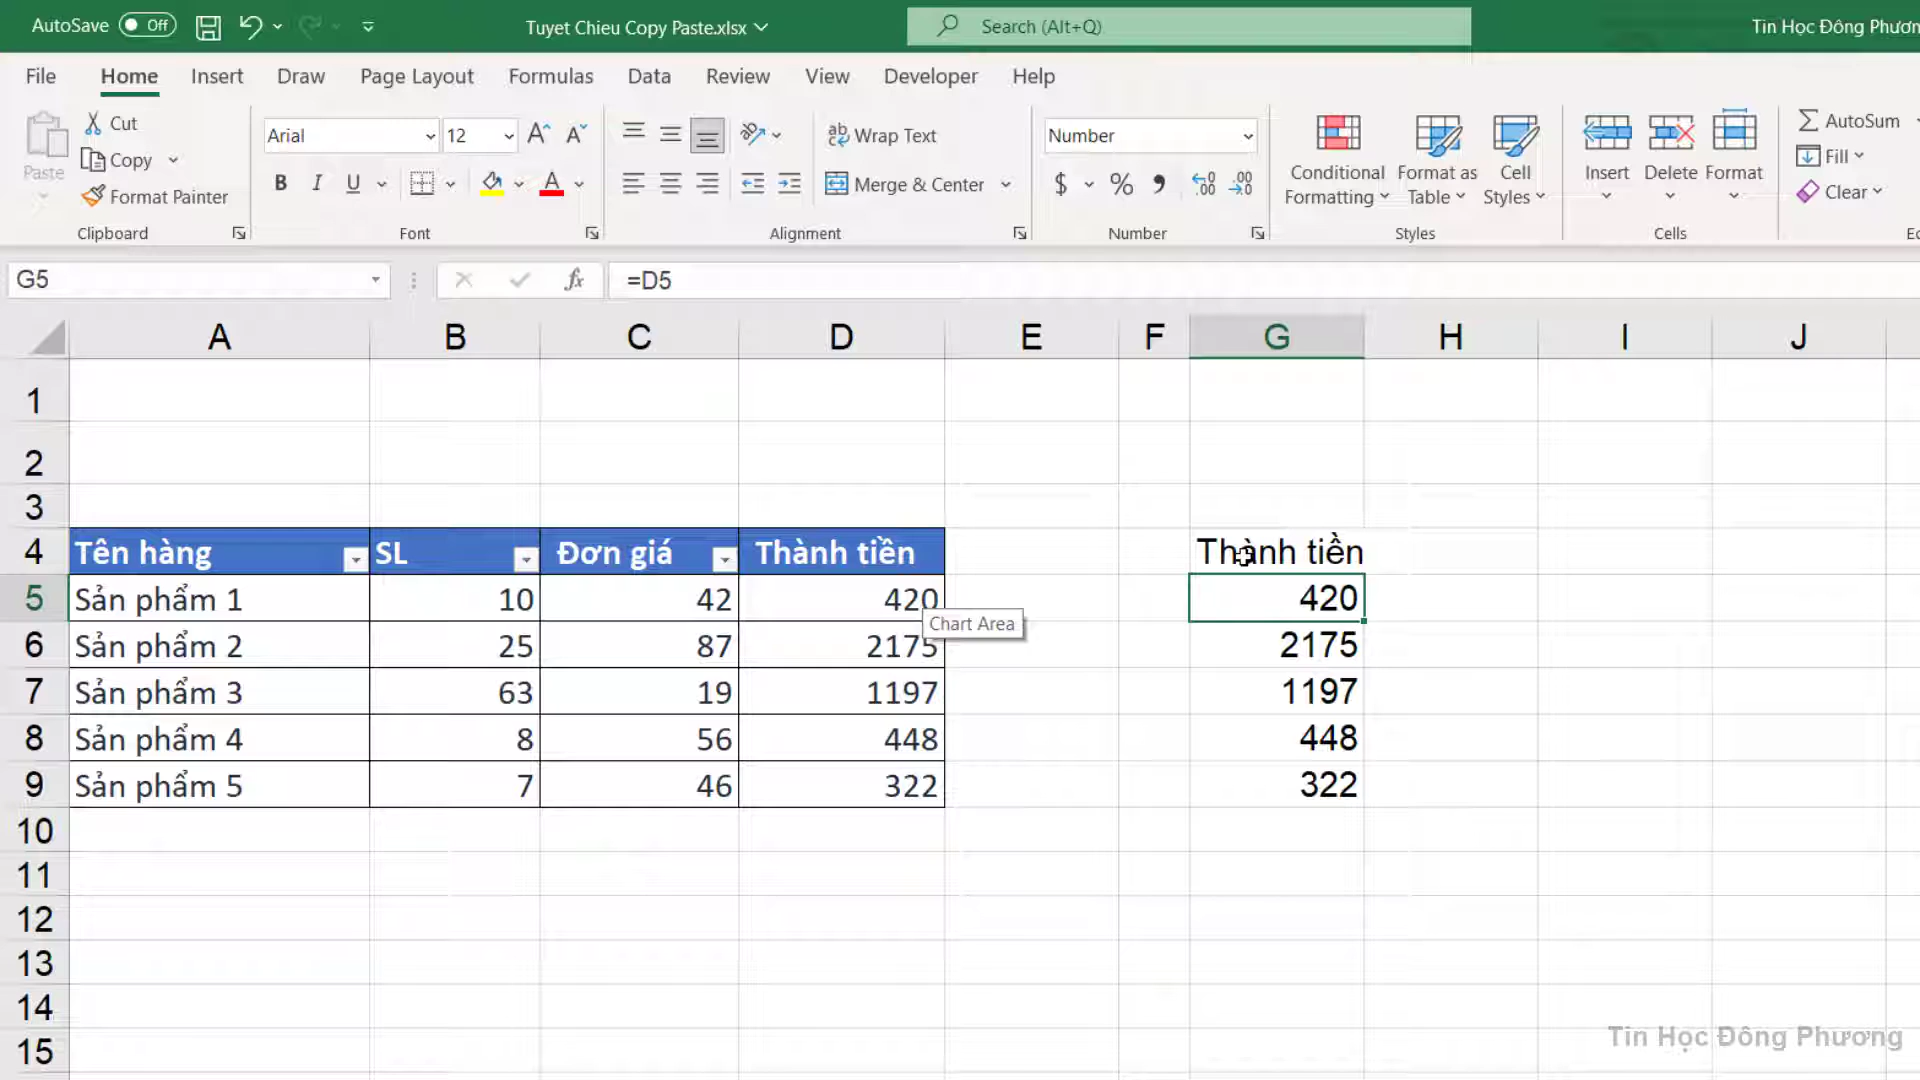 AutoSave Off Tuyet Chieu Copy Paste.xlsx Search (Alt+Q) Tin Học Đông Phươn
File Home Insert Draw Page Layout Formulas Data Review View Developer Help
Paste Cut Copy Format Painter
Arial 12 B I U A
Wrap Text
Merge & Center
Number
$ %
Conditional Formatting Format as Table Cell Styles
Insert Delete Format
AutoSum
Fill
Clear
Clipboard Font Alignment Number Styles Cells
G5 fx =D5
A B C D E F G H I J
1
2
3
4 Tên hàng SL Đơn giá Thành tiền Thành tiền
5 Sản phẩm 1 10 42 420 420
Chart Area
6 Sản phẩm 2 25 87 2175 2175
7 Sản phẩm 3 63 19 1197 1197
8 Sản phẩm 4 8 56 448 448
9 Sản phẩm 5 7 46 322 322
10
11
12
13
14
15
Tin Học Đông Phương